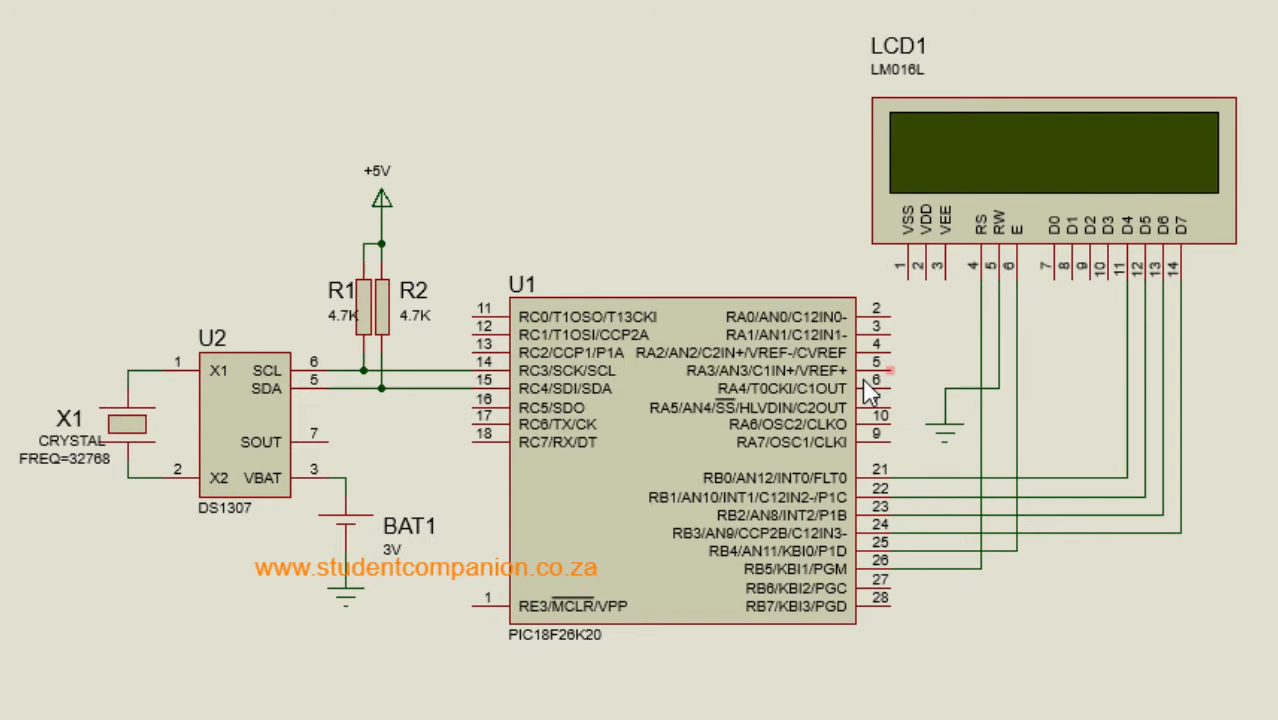 LCD1
LM016L
VSS
VDD
VEE
RS
RW
E
D0
D1
D2
D3
D4
D5
D6
D7
1
2
3
4
5
6
7
8
9
10
11
12
13
14
+5V
R1
4.7K
R2
4.7K
U2
1 X1 SCL 6
SDA 5
SOUT 7
2 X2 VBAT 3
DS1307
X1
CRYSTAL
FREQ=32768
BAT1
3V
www.studentcompanion.co.za
U1
11 RC0/T1OSO/T13CKI RA0/AN0/C12IN0- 2
12 RC1/T1OSI/CCP2A RA1/AN1/C12IN1- 3
13 RC2/CCP1/P1A RA2/AN2/C2IN+/VREF-/CVREF 4
14 RC3/SCK/SCL RA3/AN3/C1IN+/VREF+ 5
15 RC4/SDI/SDA RA4/T0CKI/C1OUT 6
16 RC5/SDO RA5/AN4/SS/HLVDIN/C2OUT
17 RC6/TX/CK RA6/OSC2/CLKO 10
18 RC7/RX/DT RA7/OSC1/CLKI 9
RB0/AN12/INT0/FLT0 21
RB1/AN10/INT1/C12IN2-/P1C 22
RB2/AN8/INT2/P1B 23
RB3/AN9/CCP2B/C12IN3- 24
RB4/AN11/KBI0/P1D 25
RB5/KBI1/PGM 26
RB6/KBI2/PGC 27
1 RE3/MCLR/VPP RB7/KBI3/PGD 28
PIC18F26K20